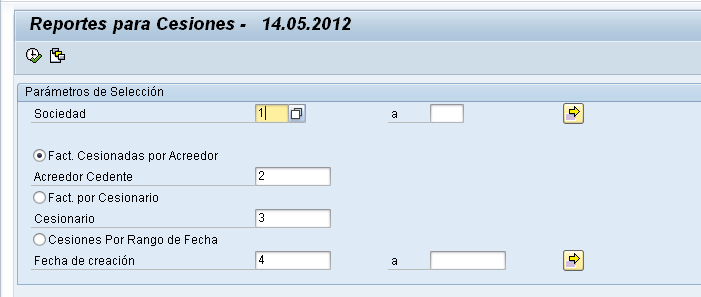 Reportes para Cesiones - 14.05.2012
Parámetros de Selección
Sociedad 1 a
Fact. Cesionadas por Acreedor
Acreedor Cedente 2
Fact. por Cesionario
Cesionario 3
Cesiones Por Rango de Fecha
Fecha de creación 4 a